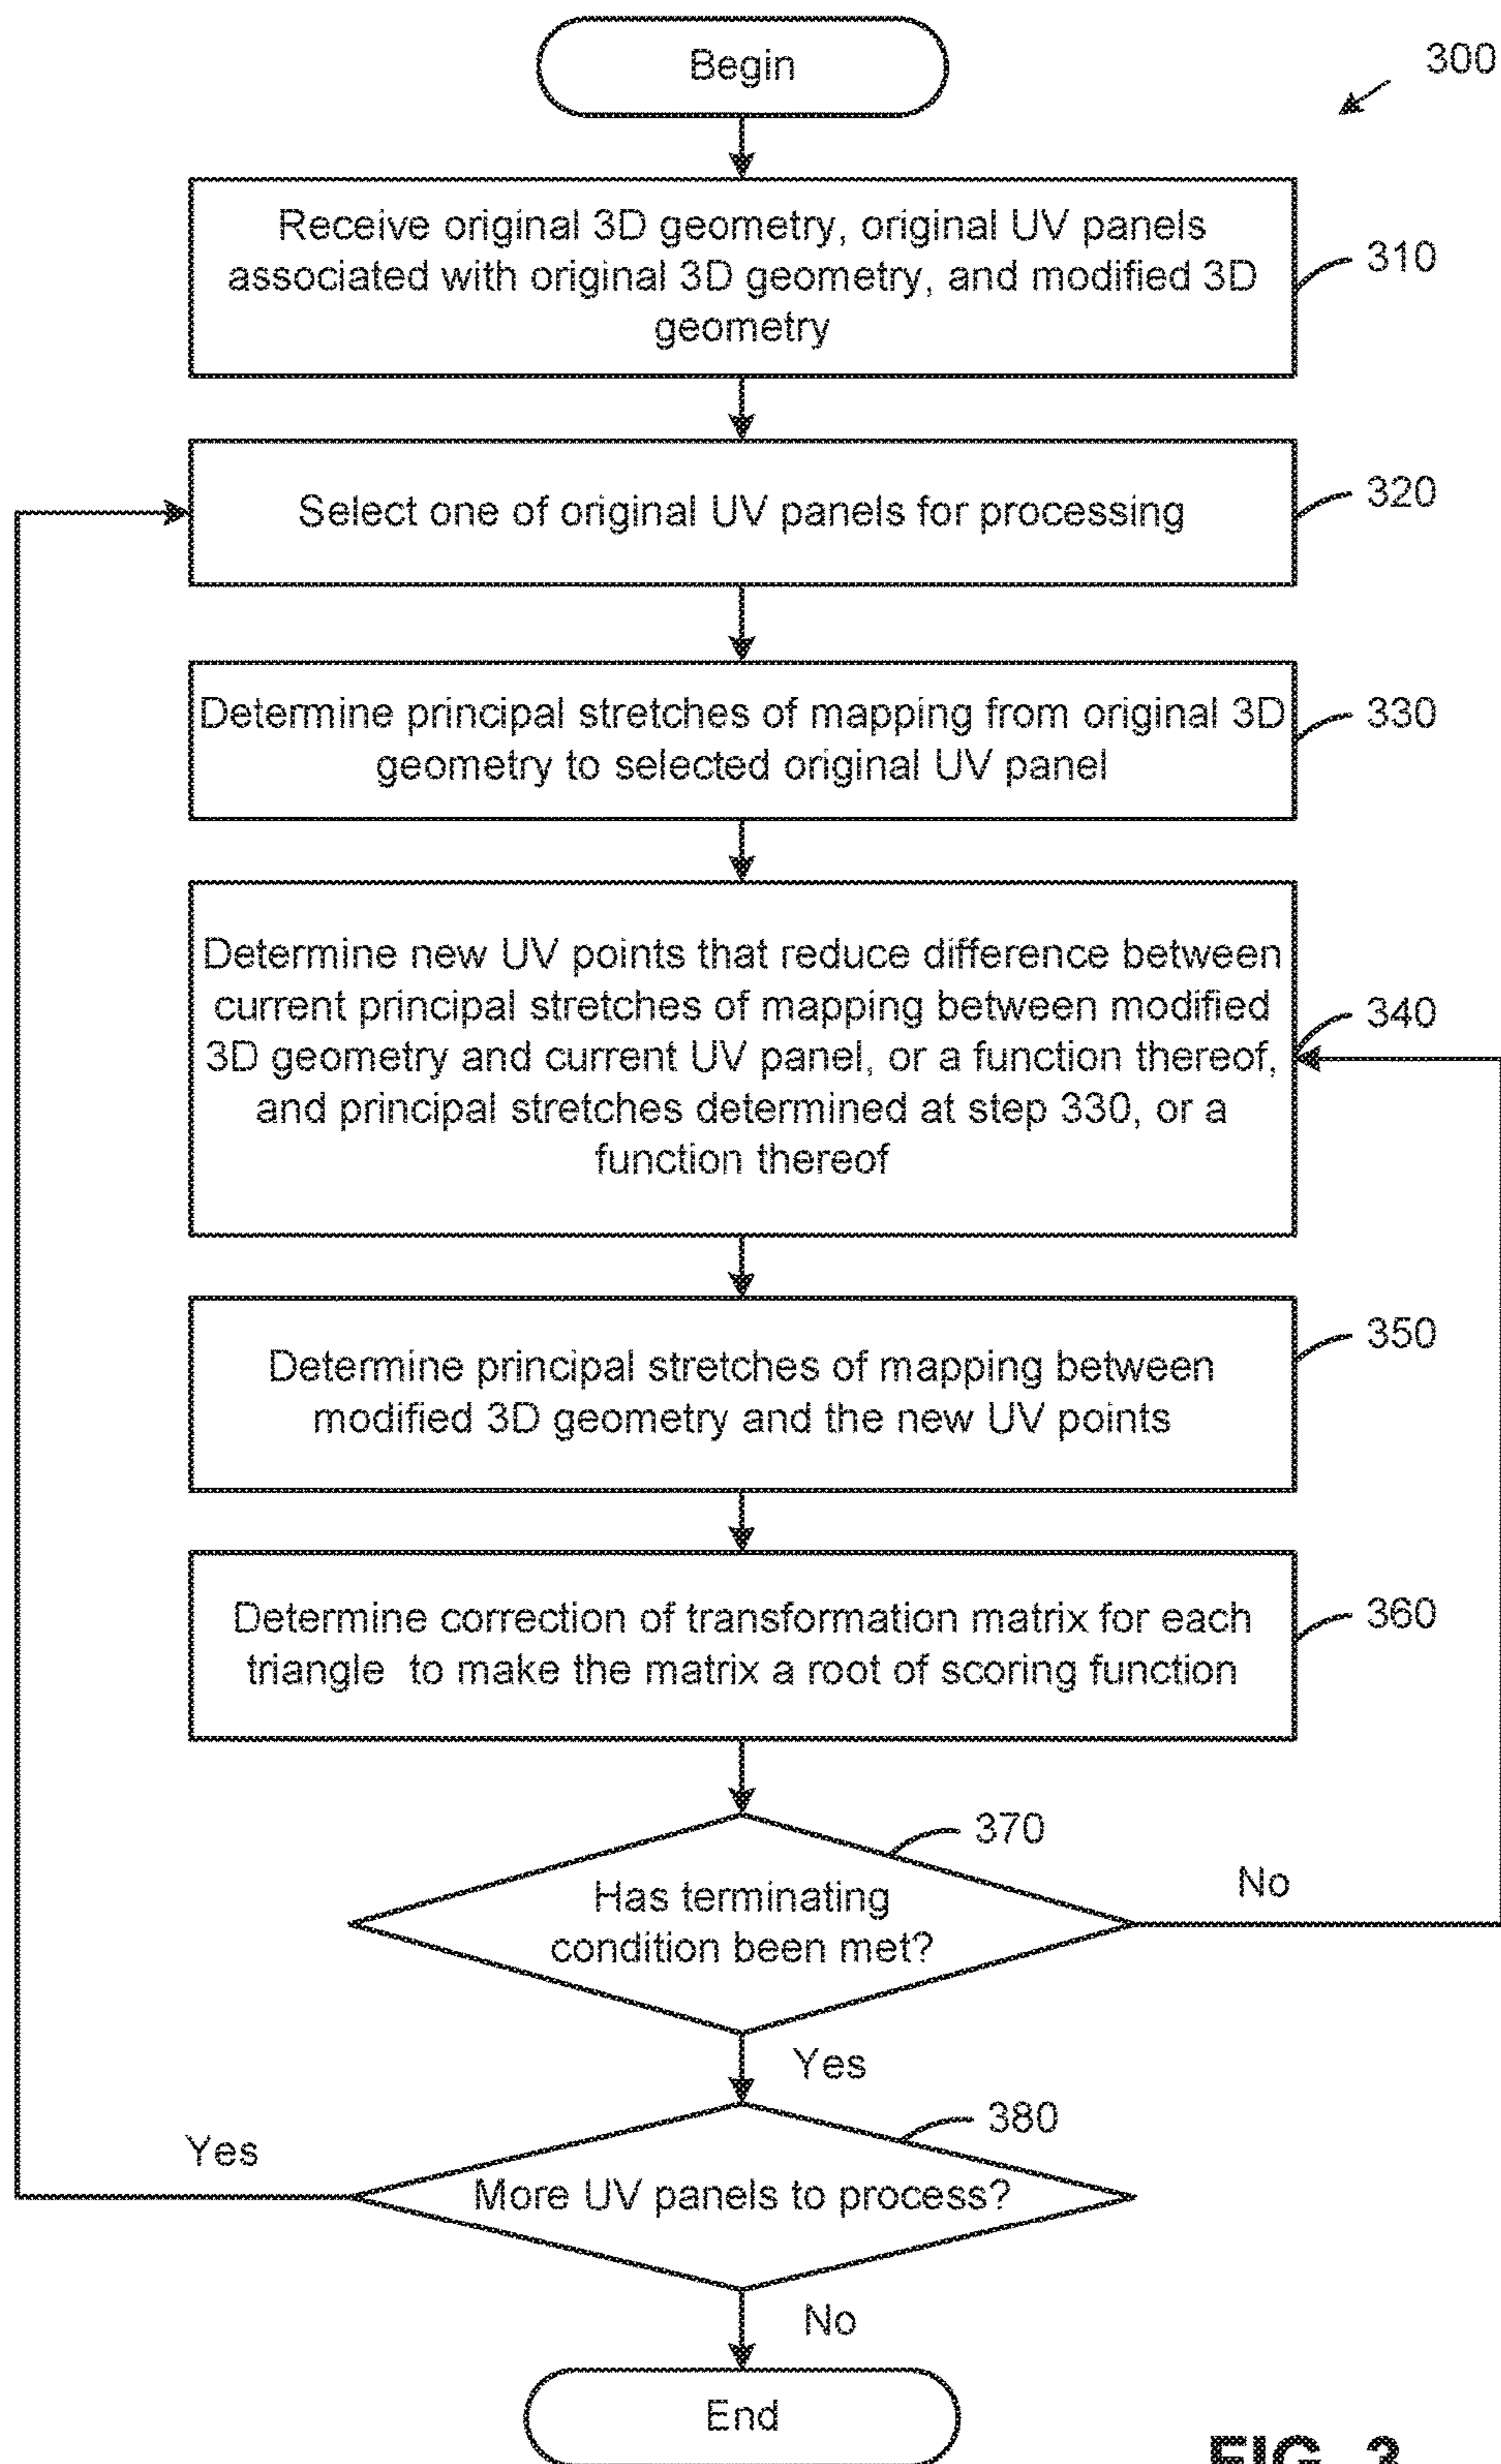 Begin
300
Receive original 3D geometry, original UV panels
associated with original 3D geometry, and modified 3D
geometry
310
Select one of original UV panels for processing
320
Determine principal stretches of mapping from original 3D
geometry to selected original UV panel
330
Determine new UV points that reduce difference between
current principal stretches of mapping between modified
3D geometry and current UV panel, or a function thereof,
and principal stretches determined at step 330, or a
function thereof
340
Determine principal stretches of mapping between
modified 3D geometry and the new UV points
350
Determine correction of transformation matrix for each
triangle to make the matrix a root of scoring function
360
370
Has terminating
condition been met?
No
Yes
380
Yes
More UV panels to process?
No
End
FIG. 3